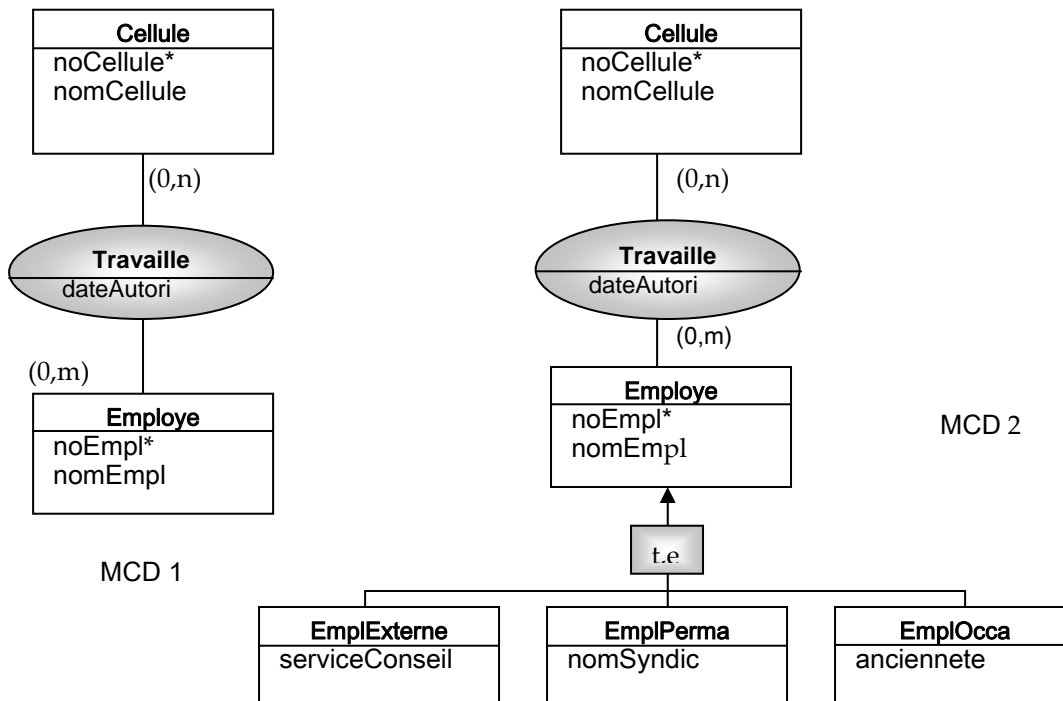 Cellule
noCellule*
nomCellule
(0,n)
Travaille
dateAutori
(0,m)
Employe
noEmpl*
nomEmpl
MCD 1
Cellule
noCellule*
nomCellule
(0,n)
Travaille
dateAutori
(0,m)
Employe
noEmpl*
nomEmpl
MCD 2
t.e
EmplExterne
serviceConseil
EmplPerma
nomSyndic
EmplOcca
anciennete